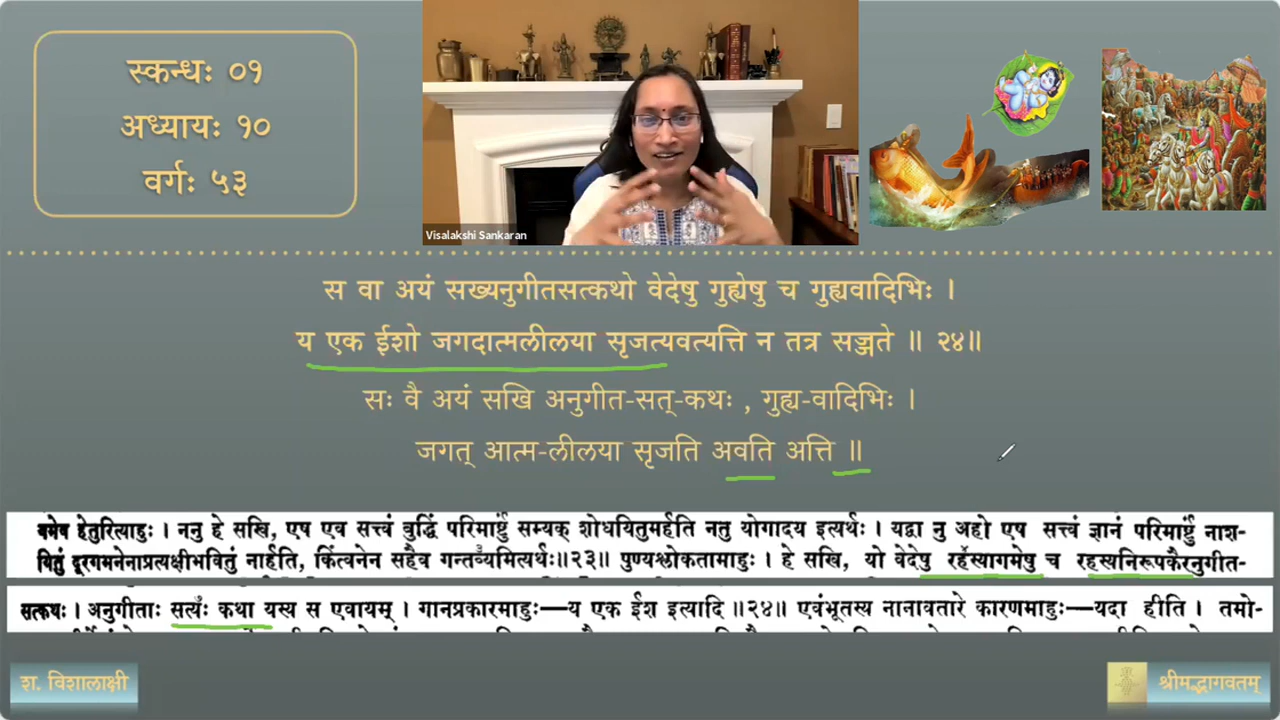 स्कन्धः ०१
अध्यायः १०
वर्गः ५३
Visalakshi Sankaran
स वा अयं सख्यनुगीतसत्कथो वेदेषु गुह्येषु च गुह्यवादिभिः ।
य एक ईशो जगदात्मलीलया सृजत्यवत्यत्ति न तत्र सज्जते ॥ २४॥
सः वै अयं सखि अनुगीत-सत्-कथः , गुह्य-वादिभिः ।
जगत् आत्म-लीलया सृजति अवति अत्ति ॥
हेतुरित्याहुः । ननु हे सखि, एष एव सत्त्वं बुद्धिं परिमार्ष्टुं सम्यक् शोधयितुमर्हति नतु योगादय इत्यर्थः । यद्वा नु अहो एष सत्त्वं ज्ञानं परिमार्ष्टुं नाश-
यितुं दूरगमनेनाप्रत्यक्षीभवितुं नार्हति, किंत्वनेन सहैव गन्तव्यमित्यर्थः॥२३॥ पुण्यश्लोकतामाहुः । हे सखि, यो वेदेषु रहस्यागमेषु च रहस्यनिरूपकैरनुगीत-
सत्कथः । अनुगीताः सत्यः कथा यस्य स एवायम् । गानप्रकारमाहुः—य एक ईश इत्यादि ॥२४॥ एवंभूतस्य नानावतारे कारणमाहुः—यदा हीति । तमो-
श. विशालाक्षी
श्रीमद्भागवतम्